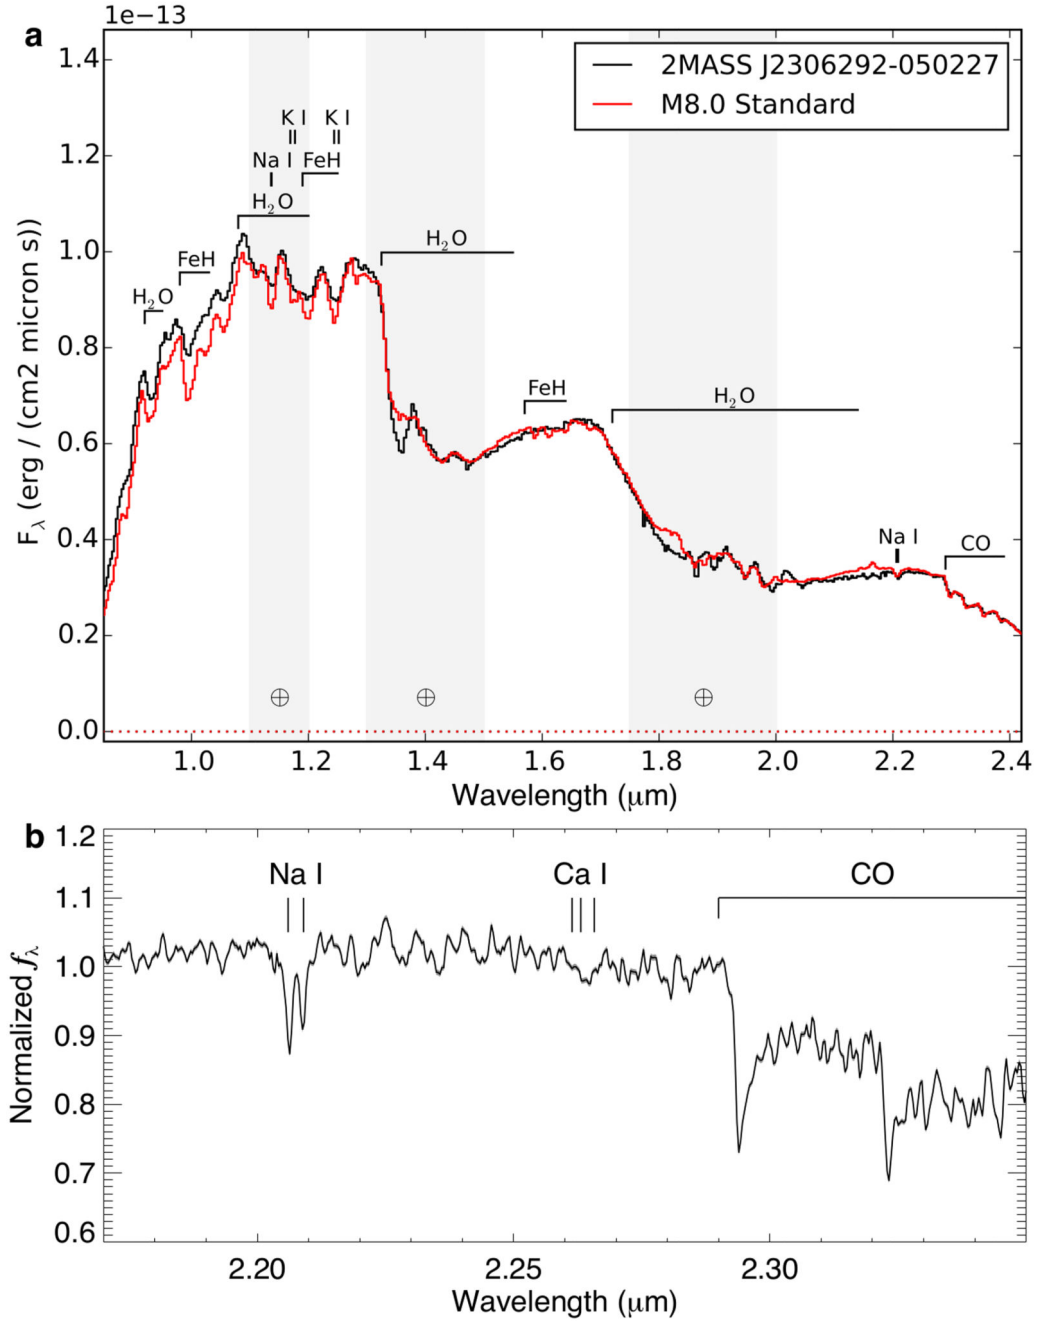 a
1e−13
1.4
1.2
1.0
0.8
0.6
0.4
0.2
0.0
F_λ (erg / (cm2 micron s))
2MASS J2306292-050227
M8.0 Standard
K I K I
Na I FeH
H₂O
FeH
H₂O
H₂O
FeH
H₂O
Na I
CO
1.0 1.2 1.4 1.6 1.8 2.0 2.2 2.4
Wavelength (μm)
b
1.2
1.1
1.0
0.9
0.8
0.7
0.6
Normalized f_λ
Na I Ca I CO
2.20 2.25 2.30
Wavelength (μm)